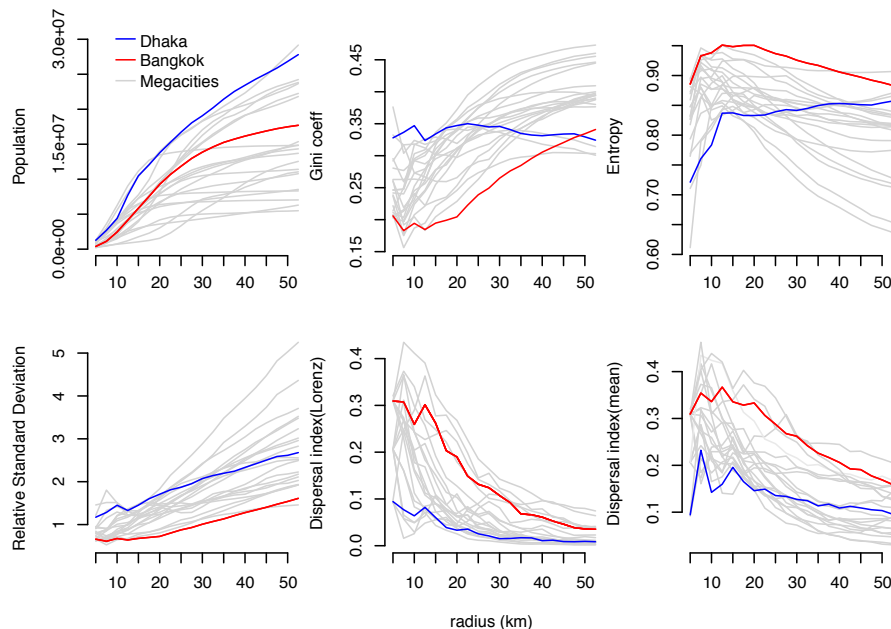 Dhaka
Bangkok
Megacities
Population
0.0e+00 1.5e+07 3.0e+07
10 20 30 40 50
Gini coeff
0.15 0.25 0.35 0.45
10 20 30 40 50
Entropy
0.60 0.70 0.80 0.90
10 20 30 40 50
Relative Standard Deviation
1 2 3 4 5
10 20 30 40 50
Dispersal index(Lorenz)
0.0 0.1 0.2 0.3 0.4
10 20 30 40 50
Dispersal index(mean)
0.1 0.2 0.3 0.4
10 20 30 40 50
radius (km)